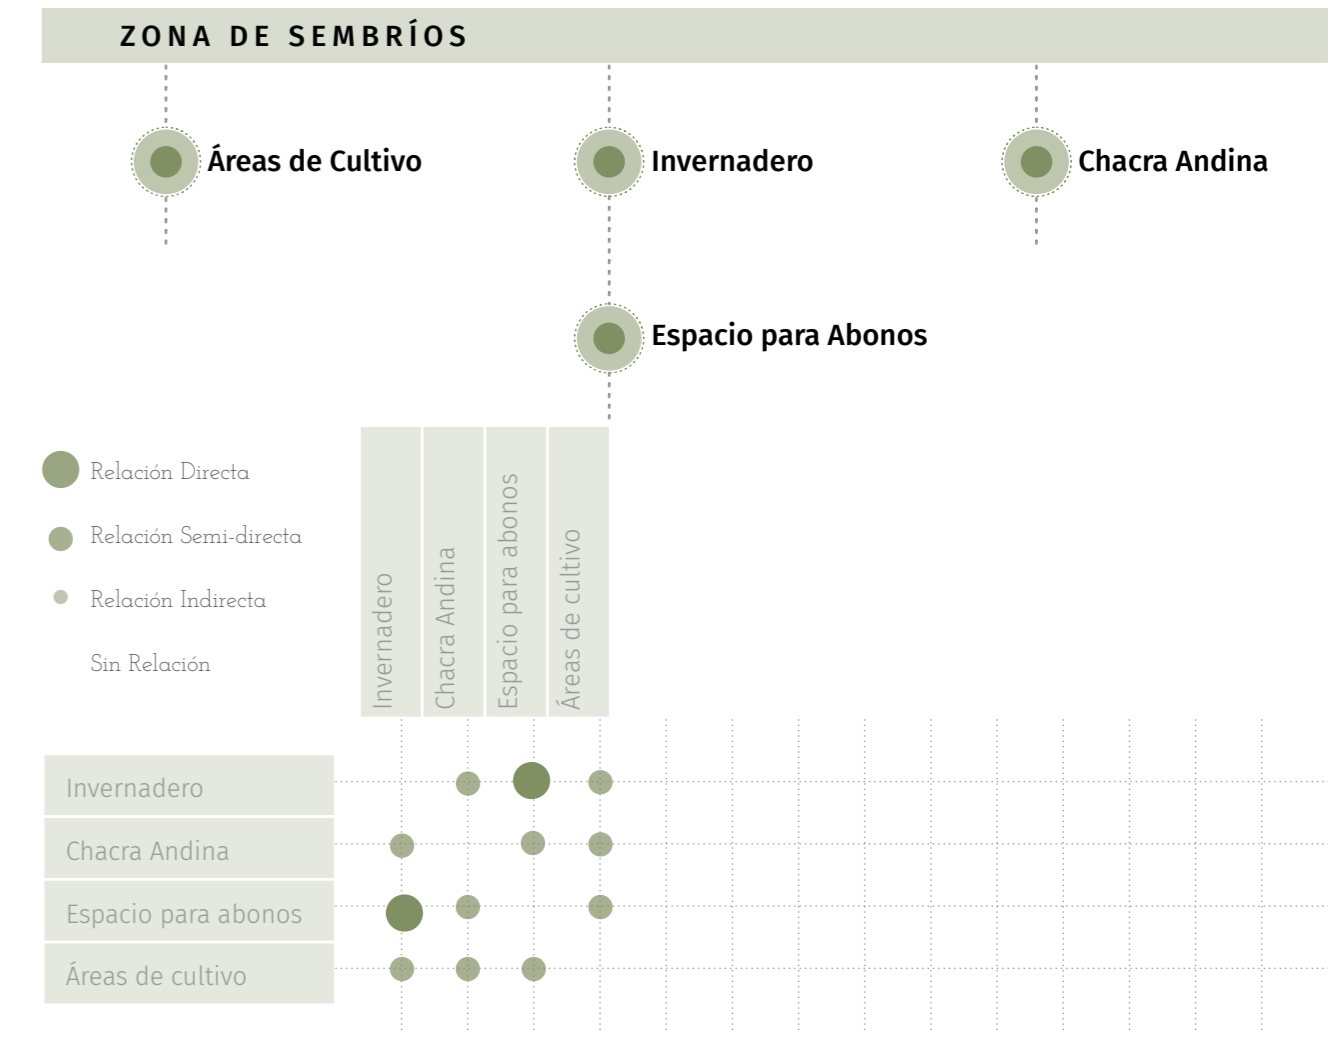 ZONA DE SEMBRÍOS
Áreas de Cultivo
Invernadero
Chacra Andina
Espacio para Abonos
Relación Directa
Relación Semi-directa
Relación Indirecta
Sin Relación
Invernadero
Chacra Andina
Espacio para abonos
Áreas de cultivo
Invernadero
Chacra Andina
Espacio para abonos
Áreas de cultivo